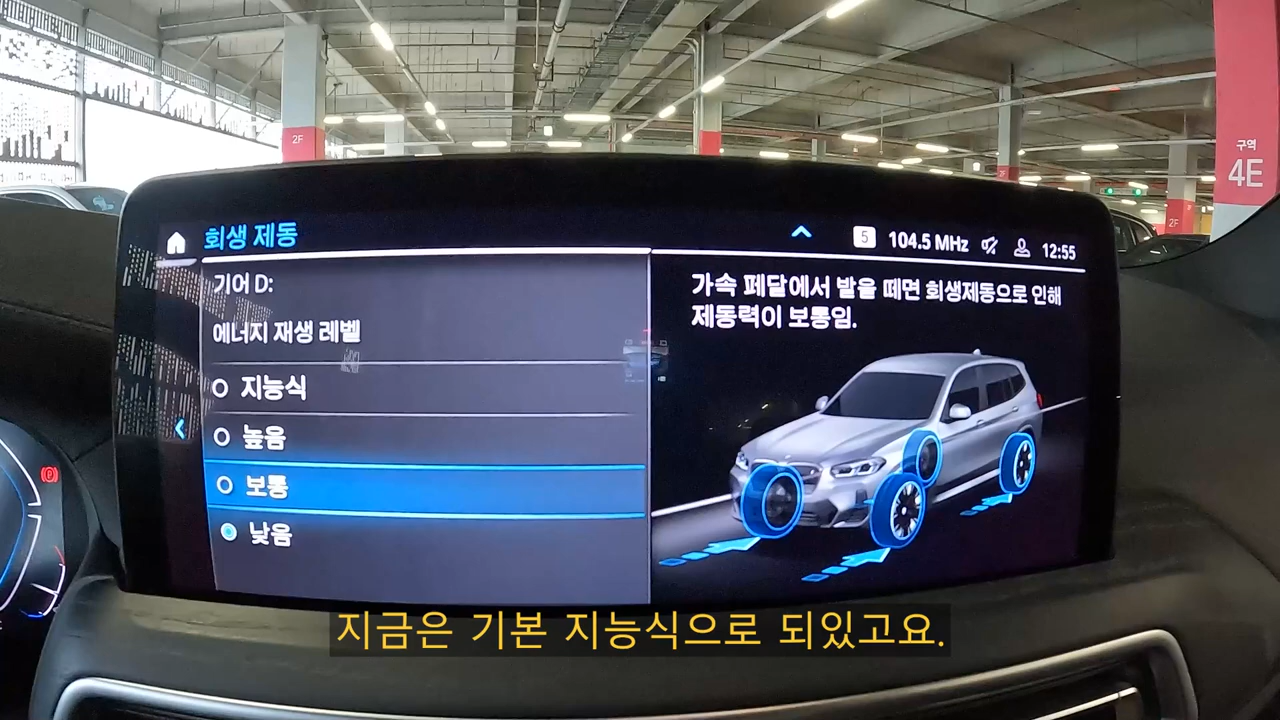 2F
구역
4E
2F
2F
회생 제동
5
104.5 MHz
12:55
기어 D:
에너지 재생 레벨
지능식
높음
보통
낮음
가속 페달에서 발을 떼면 회생제동으로 인해
제동력이 보통임.
지금은 기본 지능식으로 되있고요.